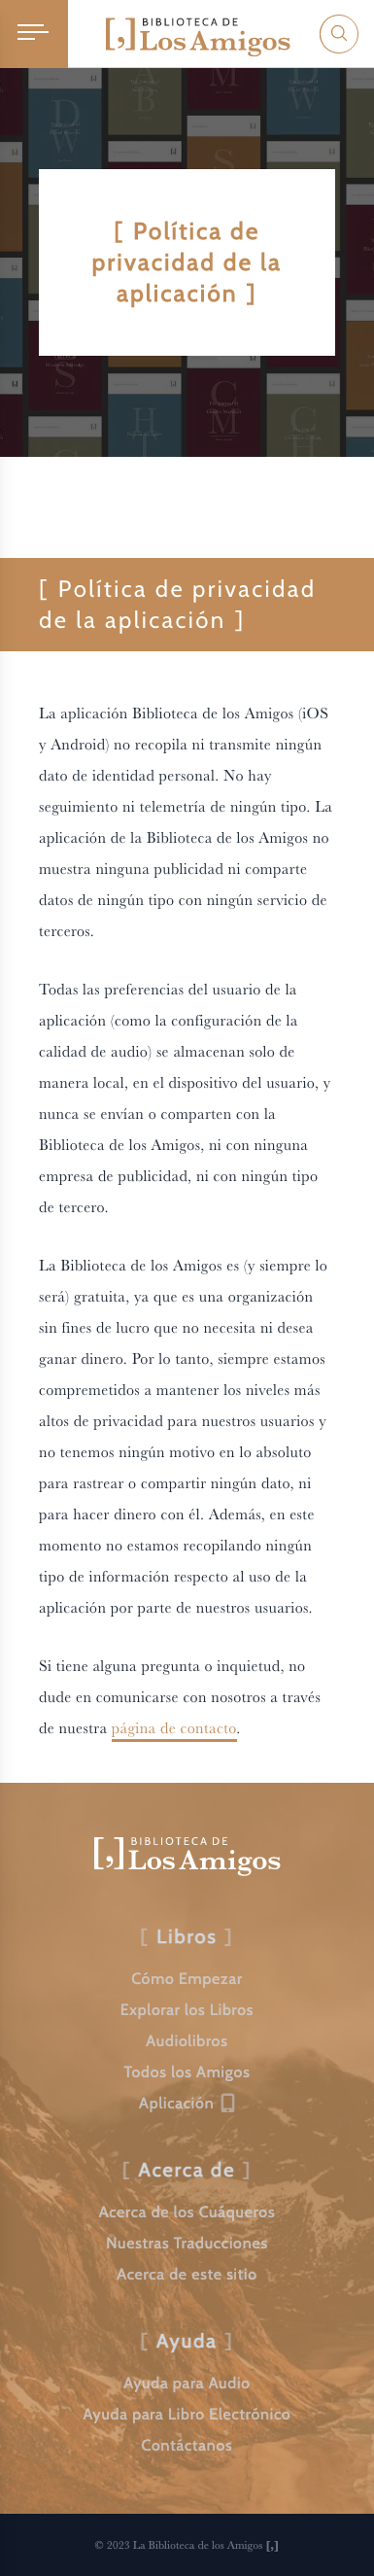 BIBLIOTECA DE
[,] Los Amigos
[ Política de
privacidad de la
aplicación ]
[ Política de privacidad
de la aplicación ]
La aplicación Biblioteca de los Amigos (iOS
y Android) no recopila ni transmite ningún
dato de identidad personal. No hay
seguimiento ni telemetría de ningún tipo. La
aplicación de la Biblioteca de los Amigos no
muestra ninguna publicidad ni comparte
datos de ningún tipo con ningún servicio de
terceros.
Todas las preferencias del usuario de la
aplicación (como la configuración de la
calidad de audio) se almacenan solo de
manera local, en el dispositivo del usuario, y
nunca se envían o comparten con la
Biblioteca de los Amigos, ni con ninguna
empresa de publicidad, ni con ningún tipo
de tercero.
La Biblioteca de los Amigos es (y siempre lo
será) gratuita, ya que es una organización
sin fines de lucro que no necesita ni desea
ganar dinero. Por lo tanto, siempre estamos
comprometidos a mantener los niveles más
altos de privacidad para nuestros usuarios y
no tenemos ningún motivo en lo absoluto
para rastrear o compartir ningún dato, ni
para hacer dinero con él. Además, en este
momento no estamos recopilando ningún
tipo de información respecto al uso de la
aplicación por parte de nuestros usuarios.
Si tiene alguna pregunta o inquietud, no
dude en comunicarse con nosotros a través
de nuestra página de contacto.
BIBLIOTECA DE
[,] Los Amigos
[ Libros ]
Cómo Empezar
Explorar los Libros
Audiolibros
Todos los Amigos
Aplicación
[ Acerca de ]
Acerca de los Cuáqueros
Nuestras Traducciones
Acerca de este sitio
[ Ayuda ]
Ayuda para Audio
Ayuda para Libro Electrónico
Contáctanos
© 2023 La Biblioteca de los Amigos [,]